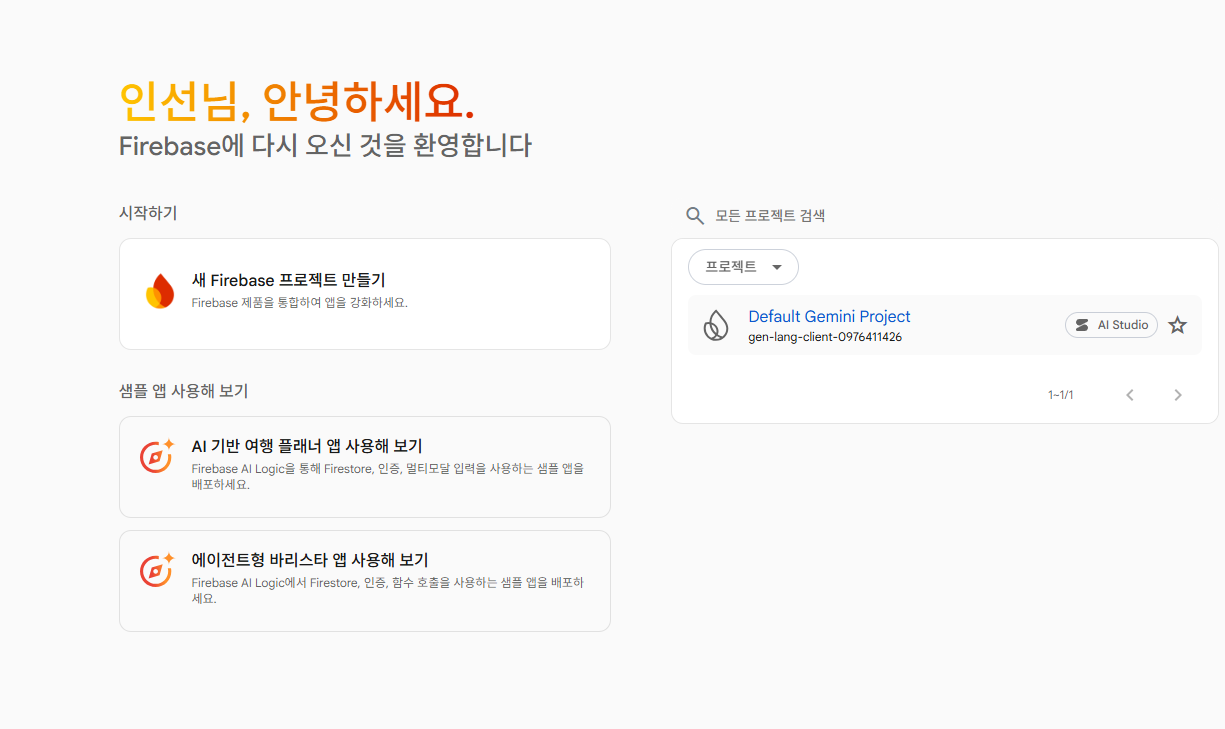 인선님, 안녕하세요.
Firebase에 다시 오신 것을 환영합니다
시작하기
새 Firebase 프로젝트 만들기
Firebase 제품을 통합하여 앱을 강화하세요.
샘플 앱 사용해 보기
AI 기반 여행 플래너 앱 사용해 보기
Firebase AI Logic을 통해 Firestore, 인증, 멀티모달 입력을 사용하는 샘플 앱을
배포하세요.
에이전트형 바리스타 앱 사용해 보기
Firebase AI Logic에서 Firestore, 인증, 함수 호출을 사용하는 샘플 앱을 배포하
세요.
모든 프로젝트 검색
프로젝트
Default Gemini Project
gen-lang-client-0976411426
AI Studio
1~1/1